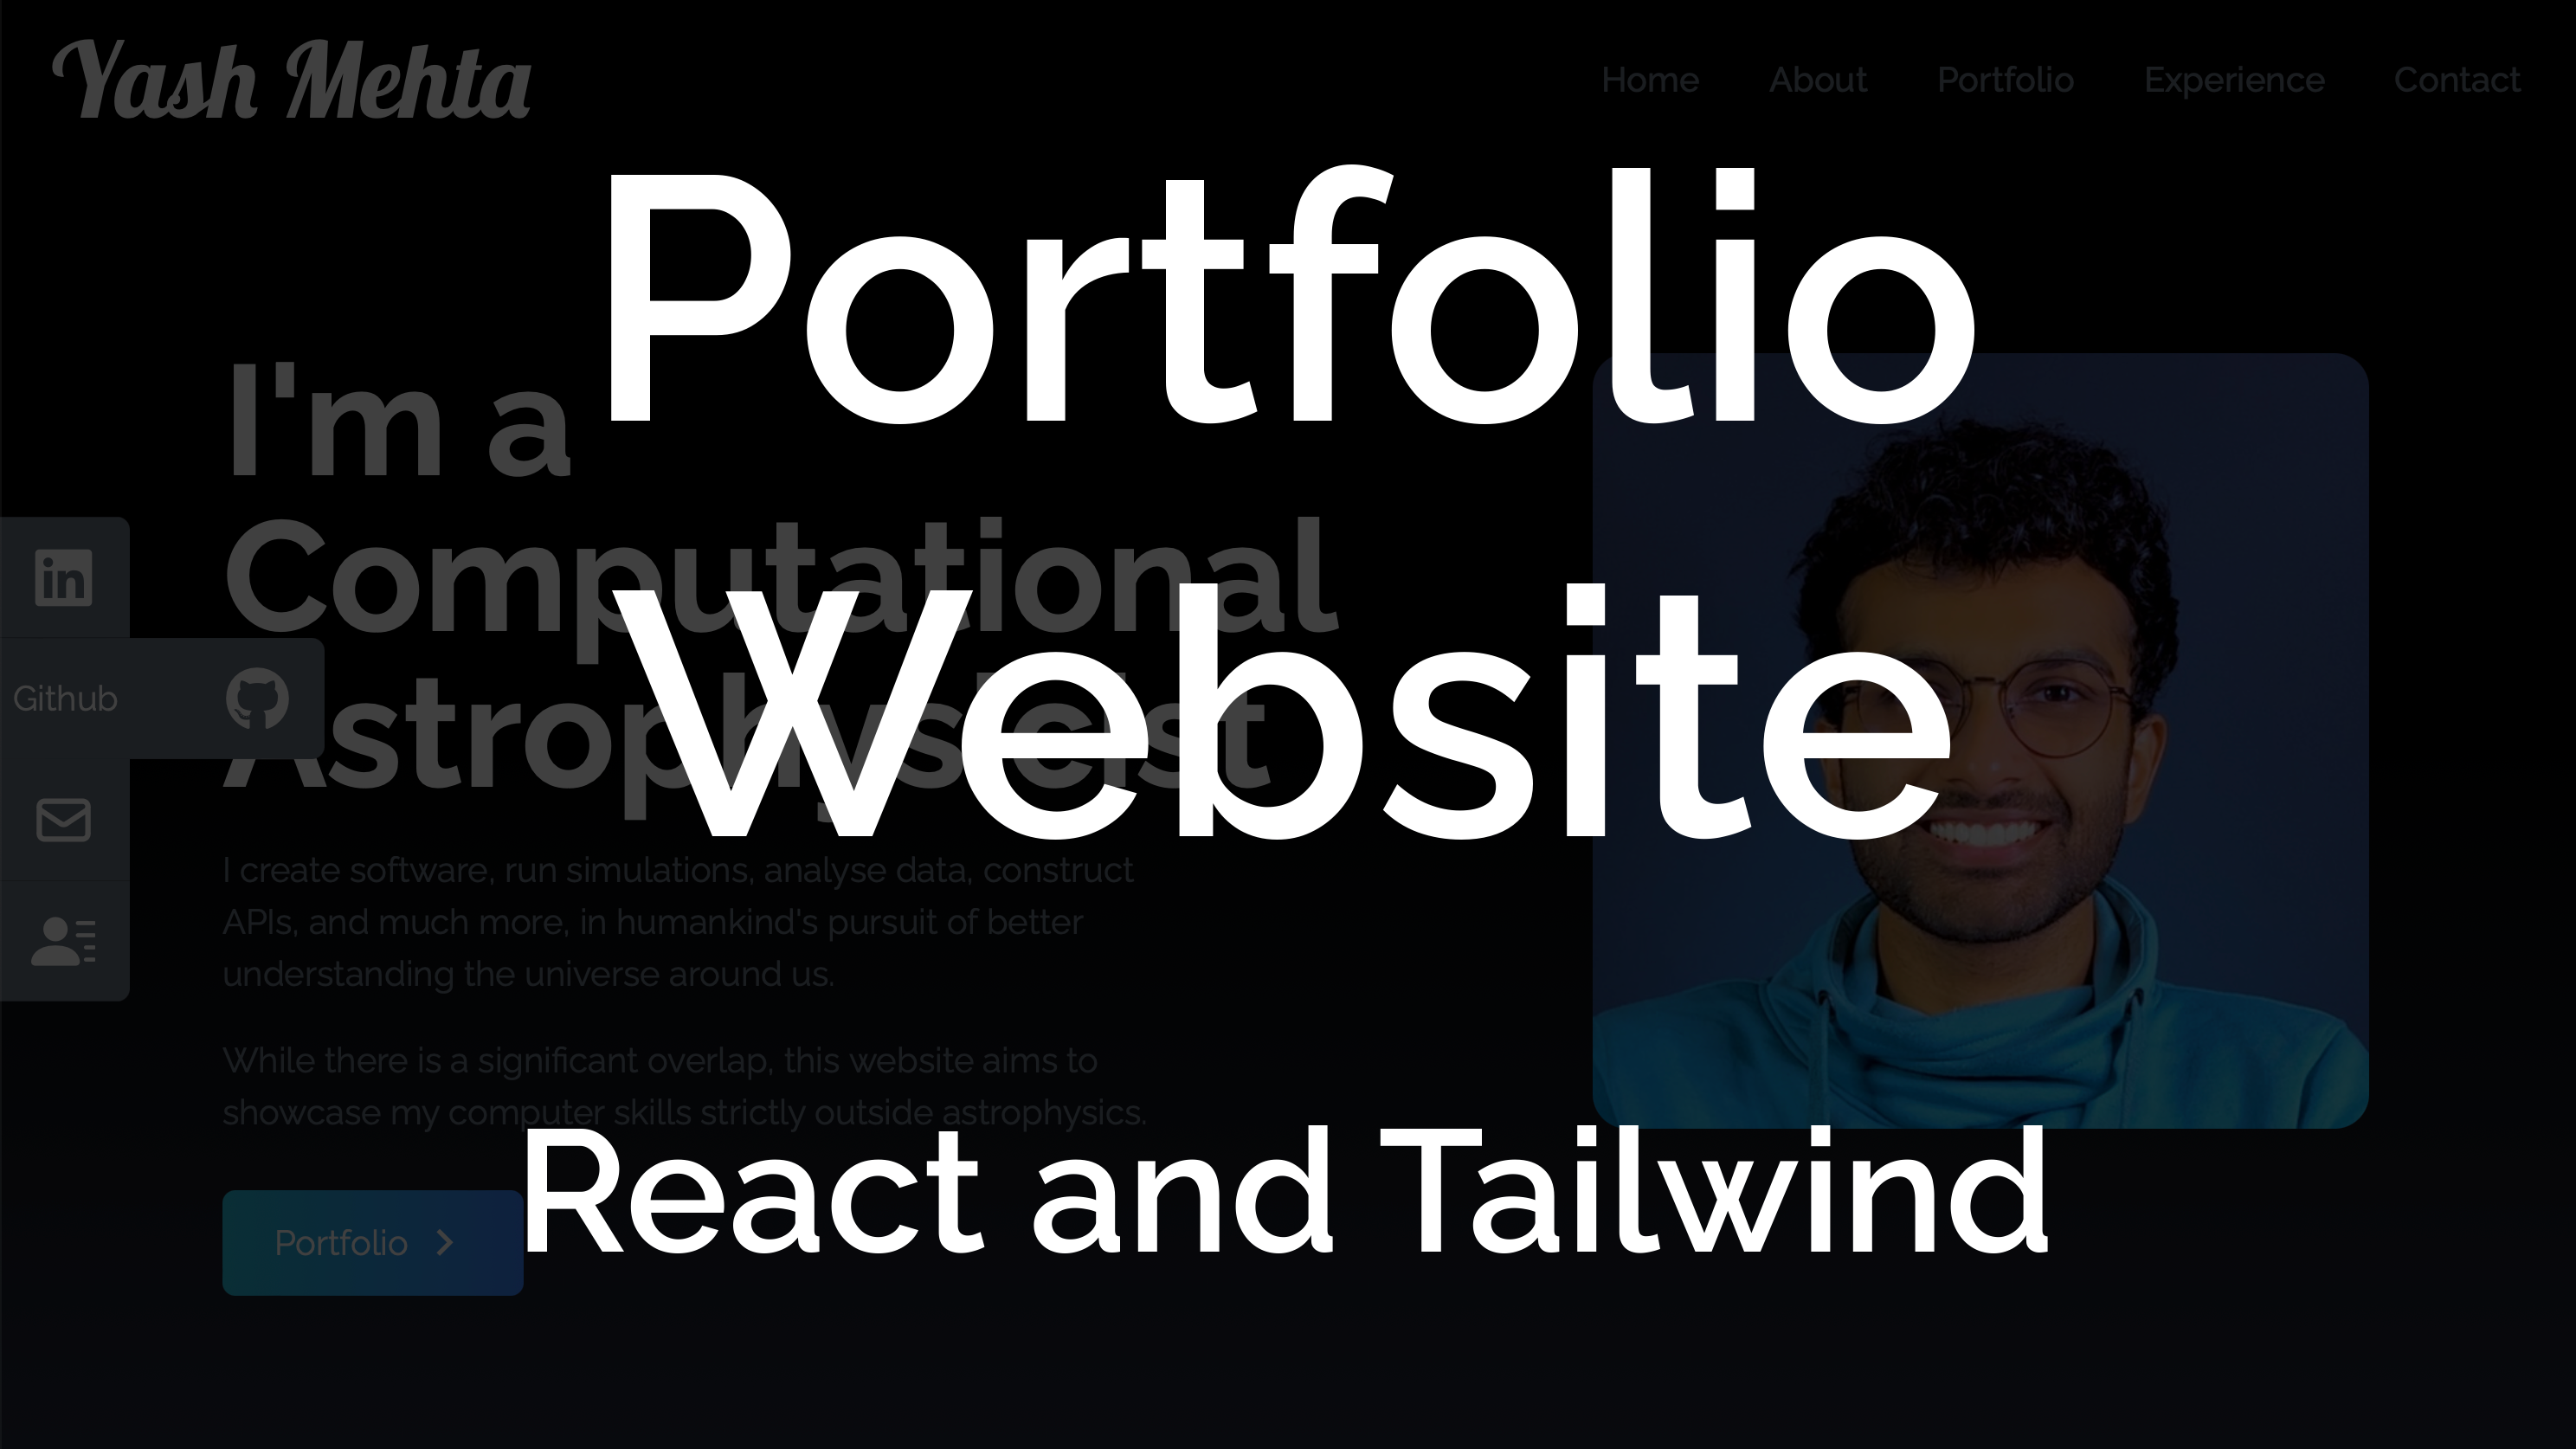 Yash Mehta
Home About Portfolio Experience Contact
Portfolio
Website
React and Tailwind
I'm a
Computational
Astrophysicist
in
Github
I create software, run simulations, analyse data, construct
APIs, and much more, in humankind's pursuit of better
understanding the universe around us.
While there is a significant overlap, this website aims to
showcase my computer skills strictly outside astrophysics.
Portfolio